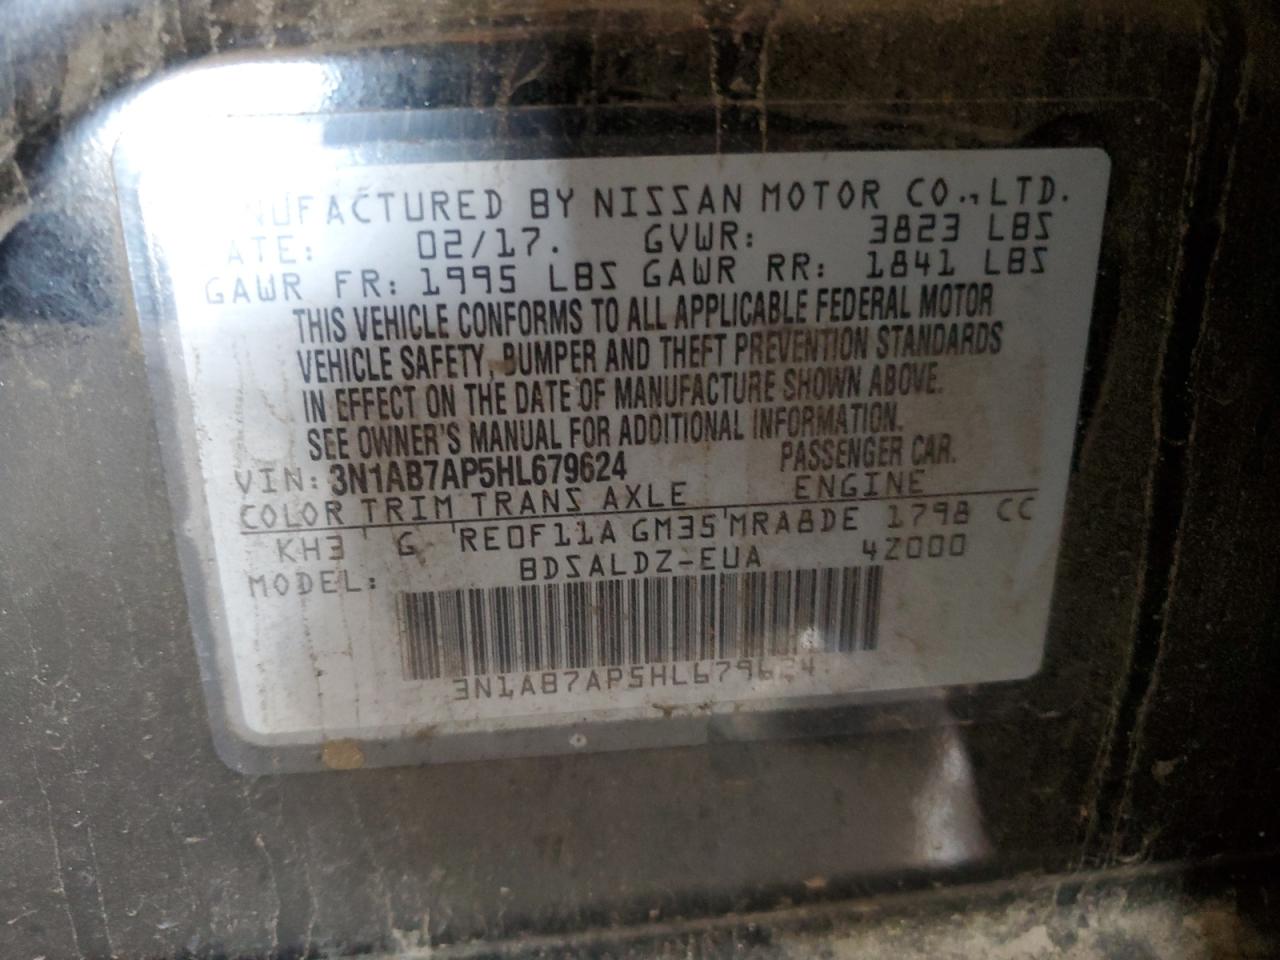 NUFACTURED BY NISSAN MOTOR CO., LTD.
ATE: 02/17. GVWR: 3823 LBS
GAWR FR: 1995 LBS GAWR RR: 1841 LBS
THIS VEHICLE CONFORMS TO ALL APPLICABLE FEDERAL MOTOR
VEHICLE SAFETY, BUMPER AND THEFT PREVENTION STANDARDS
IN EFFECT ON THE DATE OF MANUFACTURE SHOWN ABOVE.
SEE OWNER'S MANUAL FOR ADDITIONAL INFORMATION.
VIN: 3N1AB7AP5HL679624 PASSENGER CAR.
COLOR TRIM TRANS AXLE ENGINE
KH3 G RE0F11A GM35 MRA8DE 1798 CC
MODEL: BDSALDZ-EUA 4Z000
3N1AB7AP5HL679624